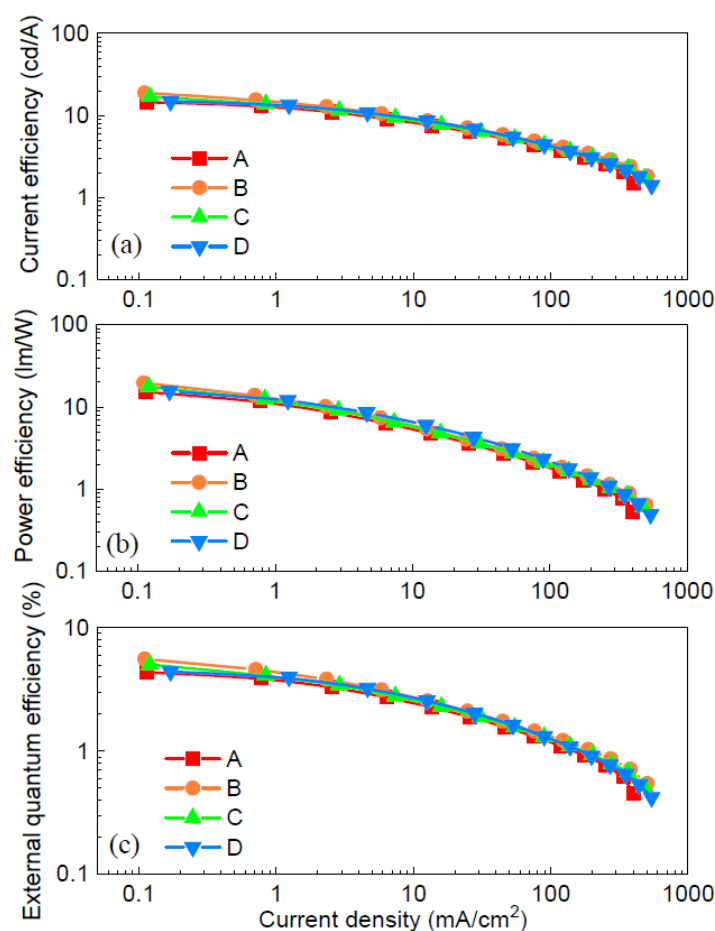 Current efficiency (cd/A)
100
10
1
0.1
A
B
C
D
(a)
0.1 1 10 100 1000
Power efficiency (lm/W)
100
10
1
0.1
A
B
C
D
(b)
0.1 1 10 100 1000
External quantum efficiency (%)
10
1
0.1
A
B
C
D
(c)
0.1 1 10 100 1000
Current density (mA/cm²)